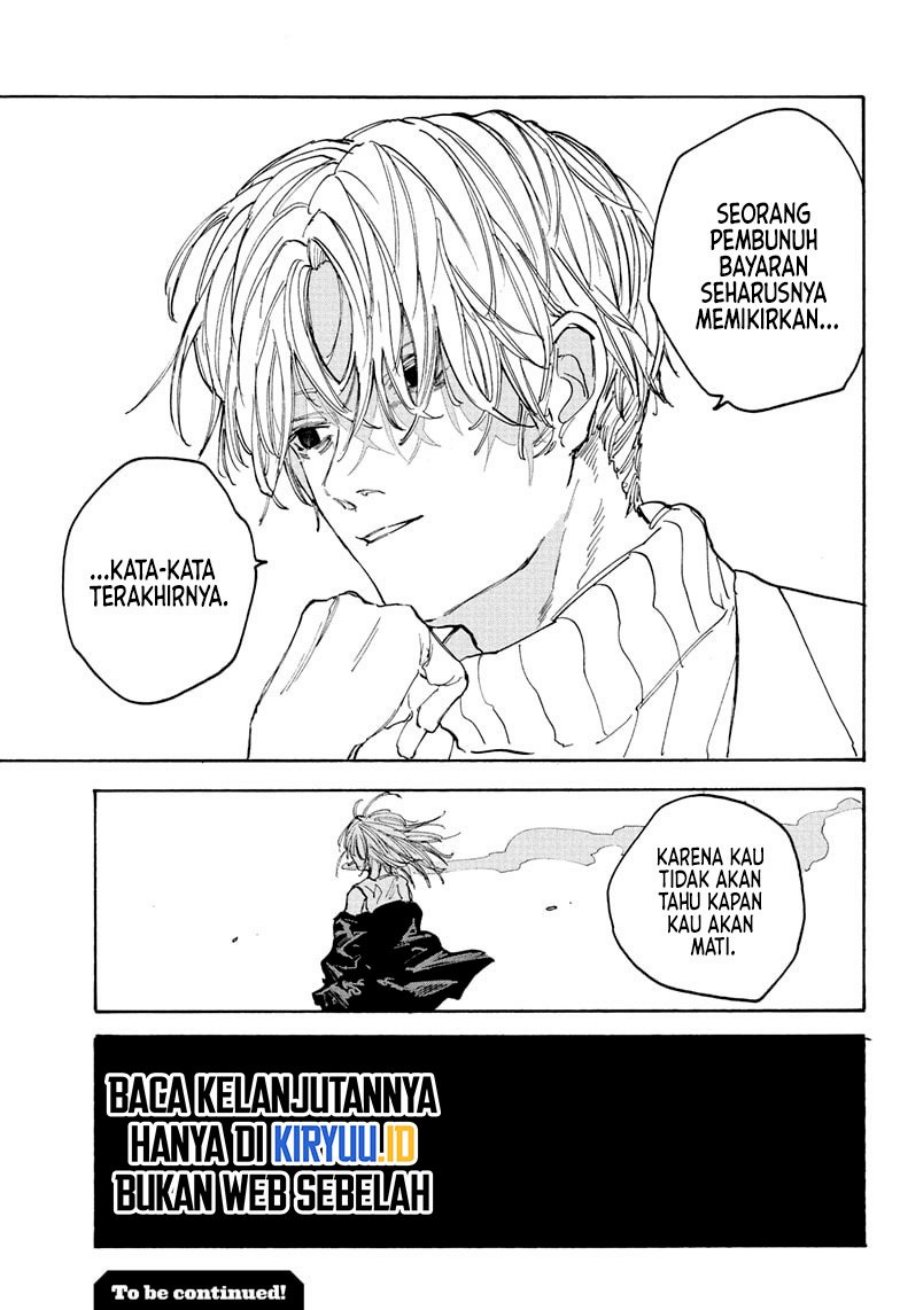 SEORANG
PEMBUNUH
BAYARAN
SEHARUSNYA
MEMIKIRKAN...
...KATA-KATA
TERAKHIRNYA.
KARENA KAU
TIDAK AKAN
TAHU KAPAN
KAU AKAN
MATI.
BACA KELANJUTANNYA
HANYA DI KIRYUU.ID
BUKAN WEB SEBELAH
To be continued!